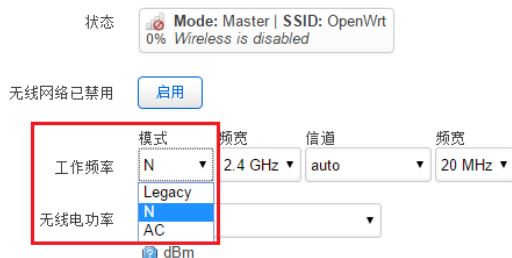 状态
Mode: Master | SSID: OpenWrt
0% Wireless is disabled
无线网络已禁用 启用
模式 频宽 信道 频宽
工作频率 N 2.4 GHz auto 20 MHz
Legacy
N
AC
无线电功率
dBm